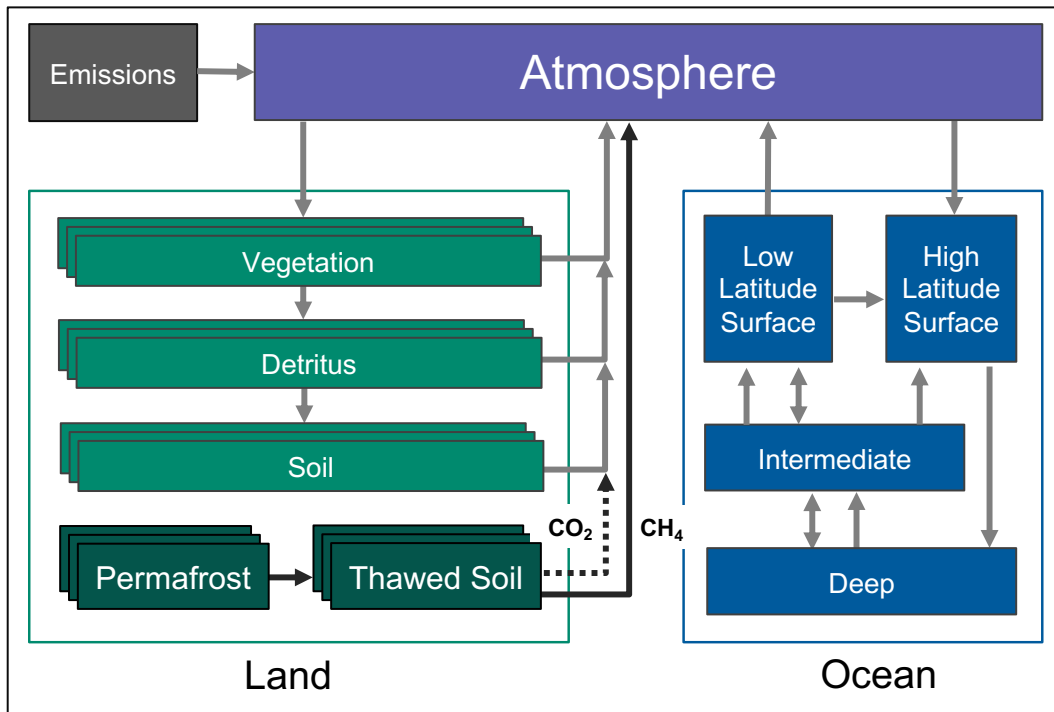 Emissions
Atmosphere
Vegetation
Detritus
Soil
Permafrost
Thawed Soil
CO₂
CH₄
Land
Low
Latitude
Surface
High
Latitude
Surface
Intermediate
Deep
Ocean